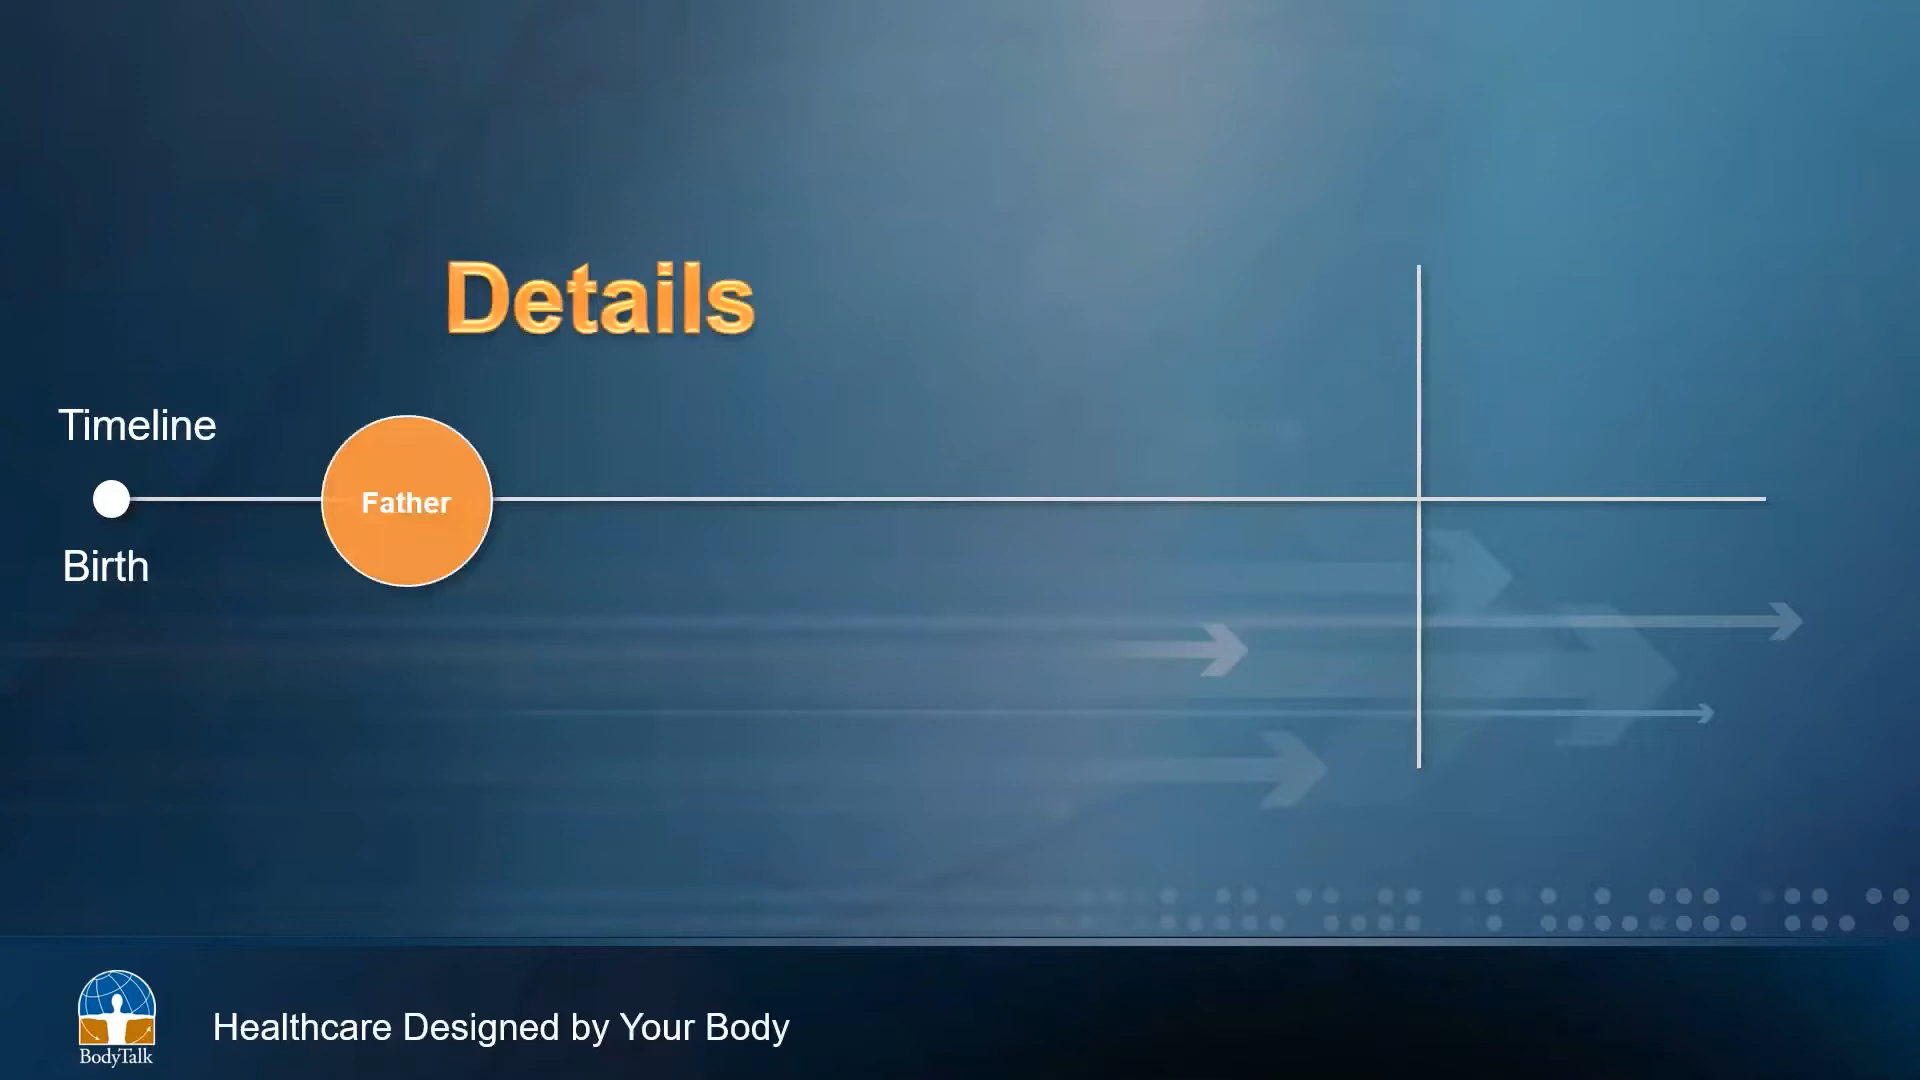 Details
Timeline
Father
Birth
BodyTalk
Healthcare Designed by Your Body